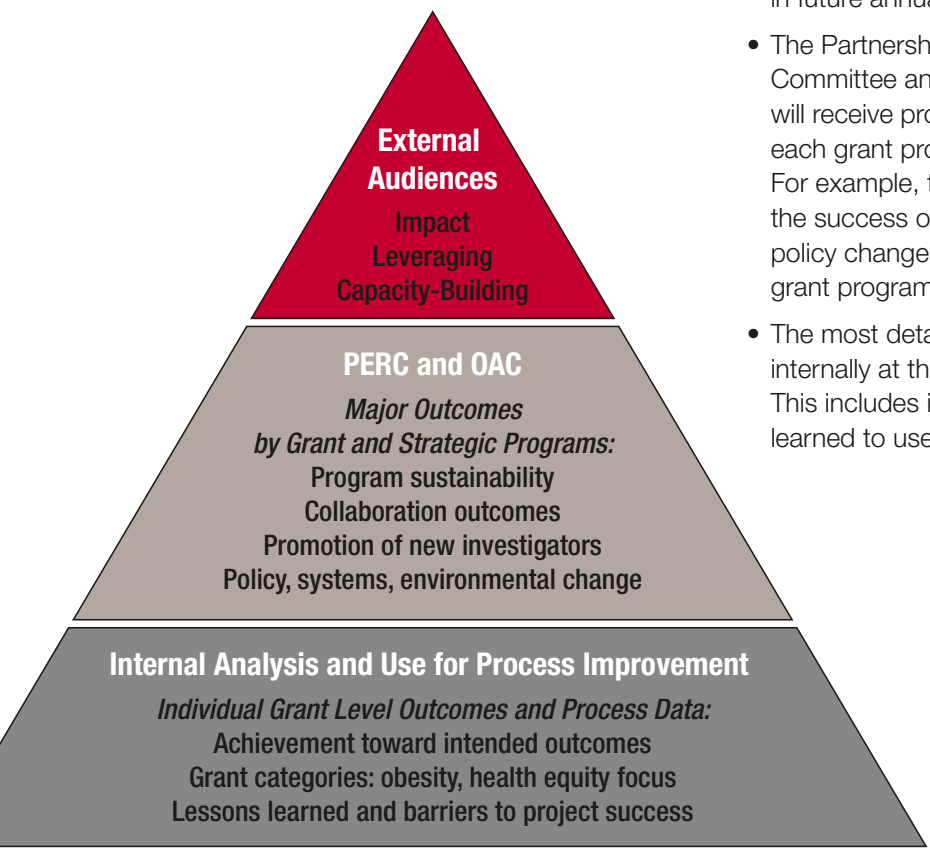 External
Audiences
Impact
Leveraging
Capacity-Building
PERC and OAC
Major Outcomes
by Grant and Strategic Programs:
Program sustainability
Collaboration outcomes
Promotion of new investigators
Policy, systems, environmental change
Internal Analysis and Use for Process Improvement
Individual Grant Level Outcomes and Process Data:
Achievement toward intended outcomes
Grant categories: obesity, health equity focus
Lessons learned and barriers to project success
in future
• The
Committee
will receive
each grant
For example,
the success
policy change
grant
• The most
internally at
This includes
learned to use